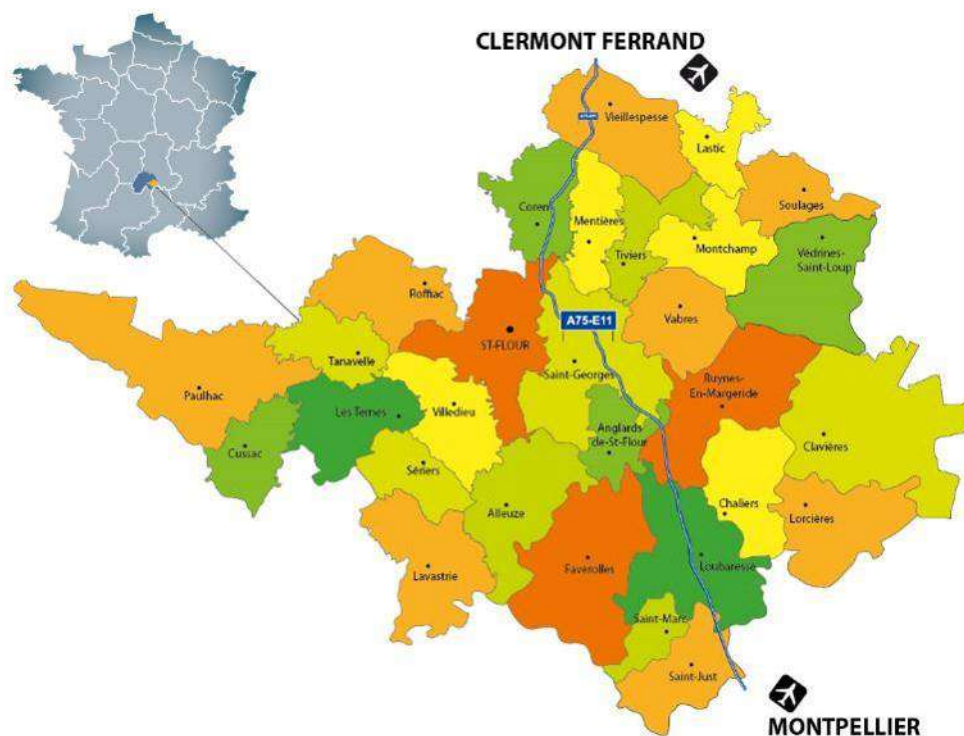 CLERMONT FERRAND
Vieillespesse
Lastic
Soulages
Coren
Mentières
Montchamp
Védrines-
Saint-Loup
Tiviers
Roffiac
Vabres
A75-E11
ST-FLOUR
Tanavelle
Saint-Georges
Ruynes-
En-Margeride
Paulhac
Les Ternes
Villedieu
Anglards
de-St-Flour
Clavières
Cussac
Sériers
Alleuze
Chaliers
Lorcières
Lavastrie
Faverolles
Loubaresse
Saint-Marc
Saint-Just
MONTPELLIER